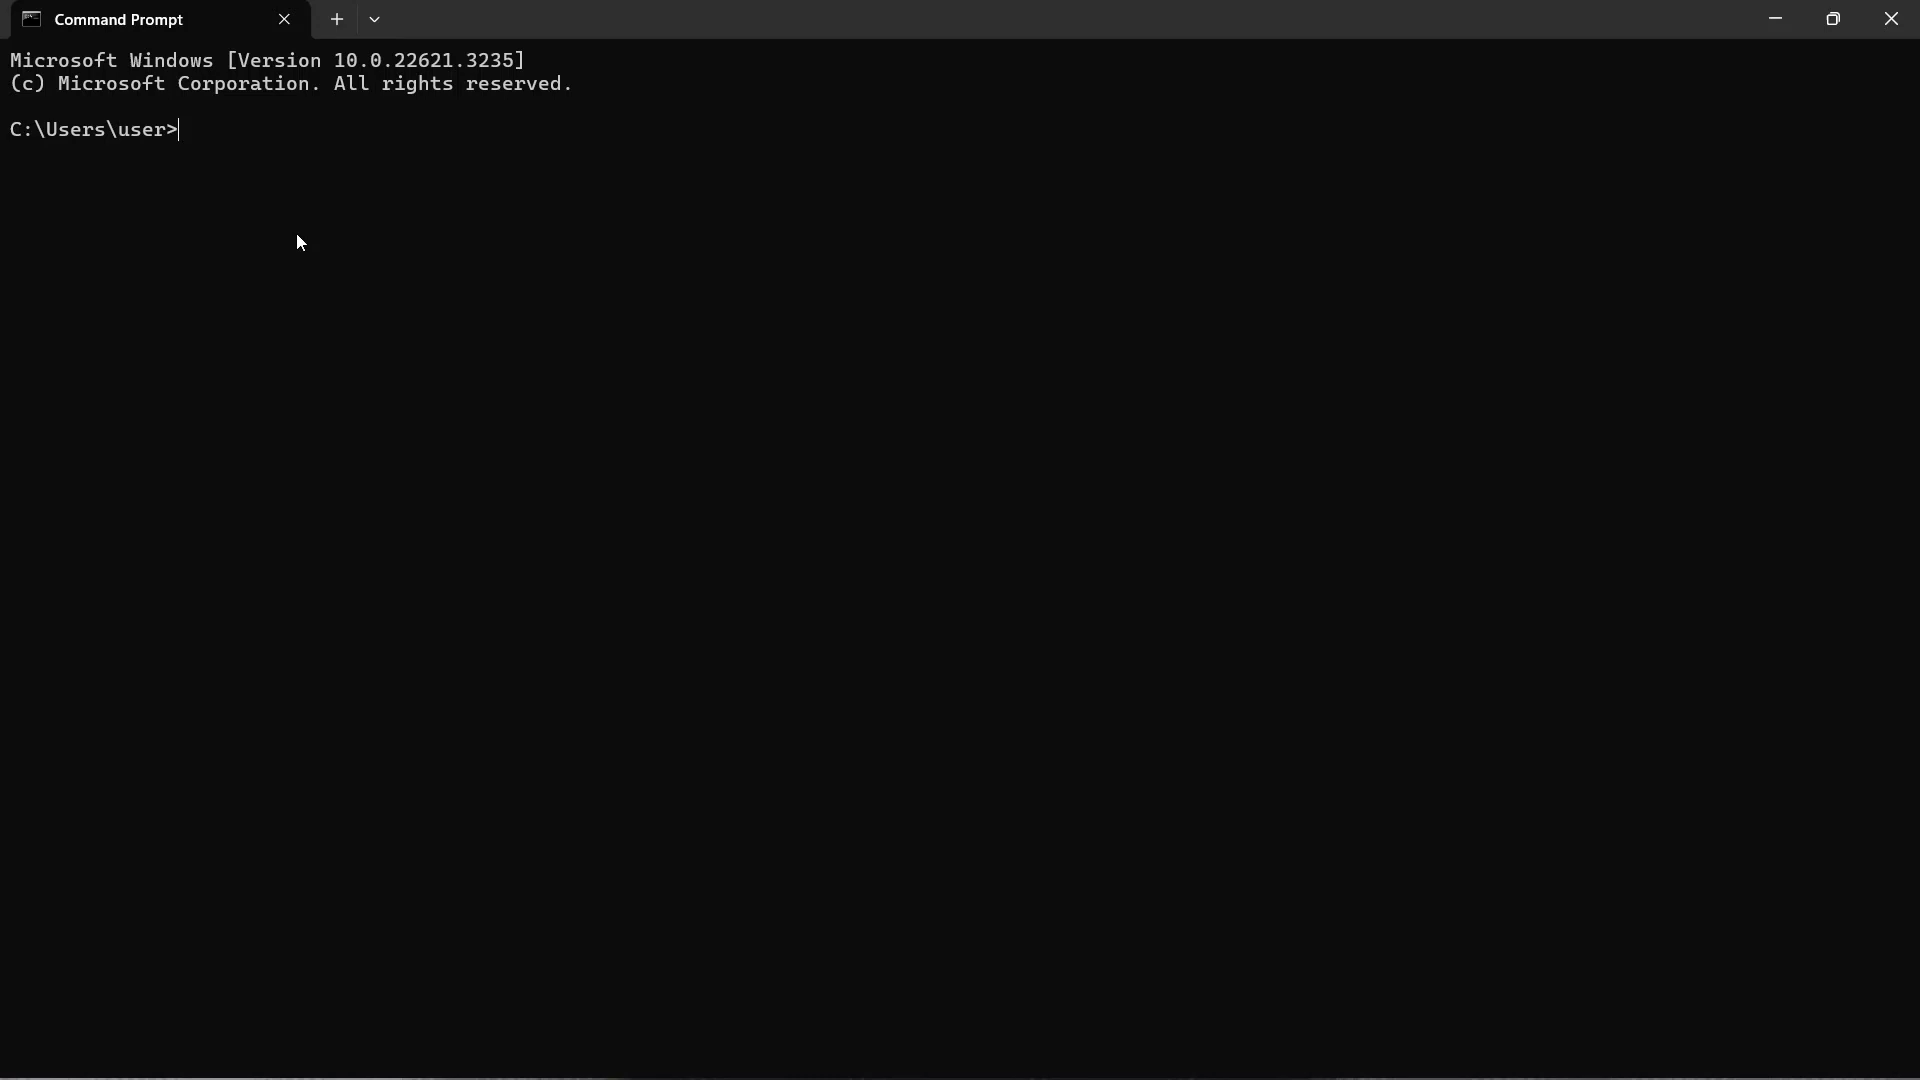 Command Prompt
Microsoft Windows [Version 10.0.22621.3235]
(c) Microsoft Corporation. All rights reserved.
C:\Users\user>